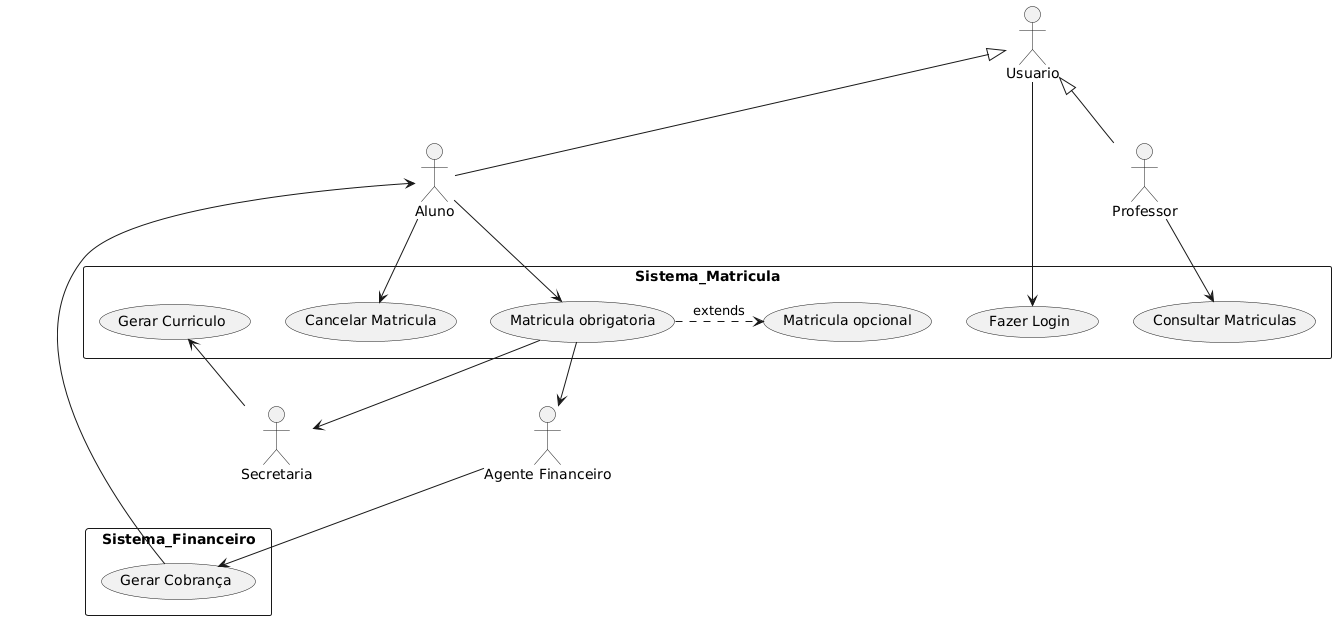 Usuario
Aluno
Professor
Sistema_Matricula
Gerar Curriculo
Cancelar Matricula
Matricula obrigatoria
extends
Matricula opcional
Fazer Login
Consultar Matriculas
Secretaria
Agente Financeiro
Sistema_Financeiro
Gerar Cobrança